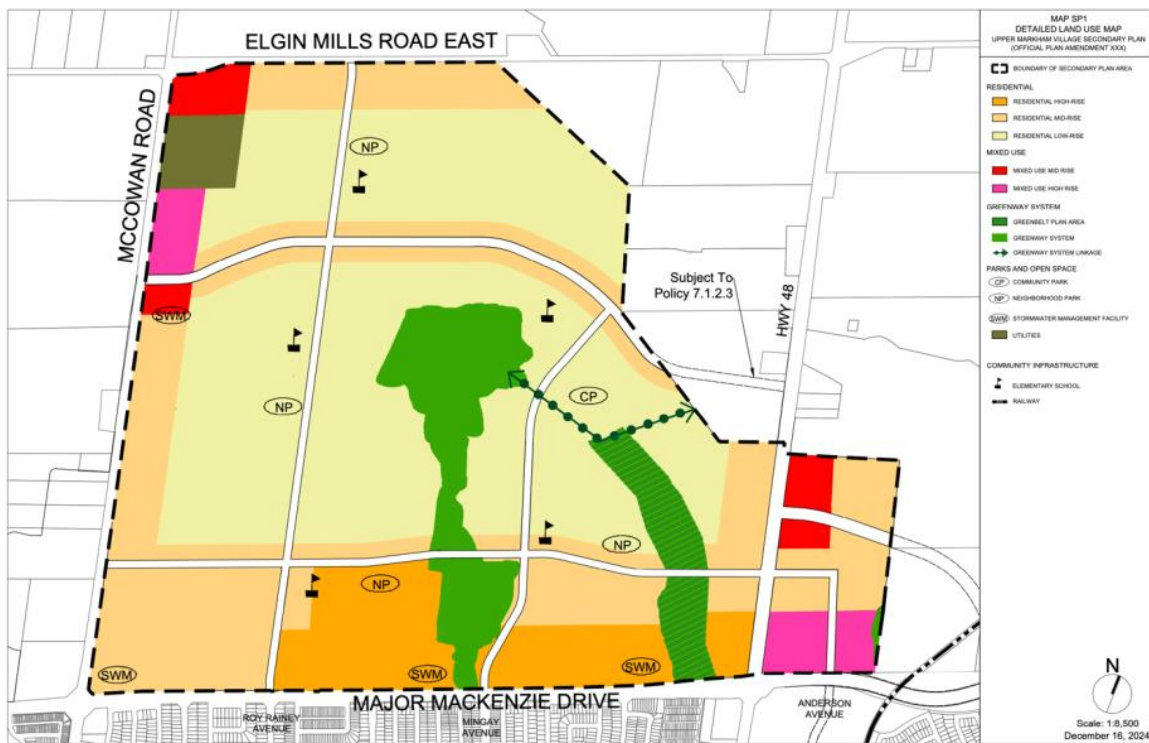 ELGIN MILLS ROAD EAST
MCCOWAN ROAD
NP
Subject To
Policy 7.1.2.3
HWY 48
SWM
NP
CP
NP
NP
SWM
SWM
SWM
MAJOR MACKENZIE DRIVE
ROY RAINEY
AVENUE
MINGAY
AVENUE
ANDERSON
AVENUE
MAP SP1
DETAILED LAND USE MAP
UPPER MARKHAM VILLAGE SECONDARY PLAN
(OFFICIAL PLAN AMENDMENT XXX)
BOUNDARY OF SECONDARY PLAN AREA
RESIDENTIAL
RESIDENTIAL HIGH-RISE
RESIDENTIAL MID-RISE
RESIDENTIAL LOW-RISE
MIXED USE
MIXED USE MID RISE
MIXED USE HIGH RISE
GREENWAY SYSTEM
GREENBELT PLAN AREA
GREENWAY SYSTEM
GREENWAY SYSTEM LINKAGE
PARKS AND OPEN SPACE
CP COMMUNITY PARK
NP NEIGHBORHOOD PARK
SWM STORMWATER MANAGEMENT FACILITY
UTILITIES
COMMUNITY INFRASTRUCTURE
ELEMENTARY SCHOOL
RAILWAY
N
Scale: 1:8,500
December 16, 2024